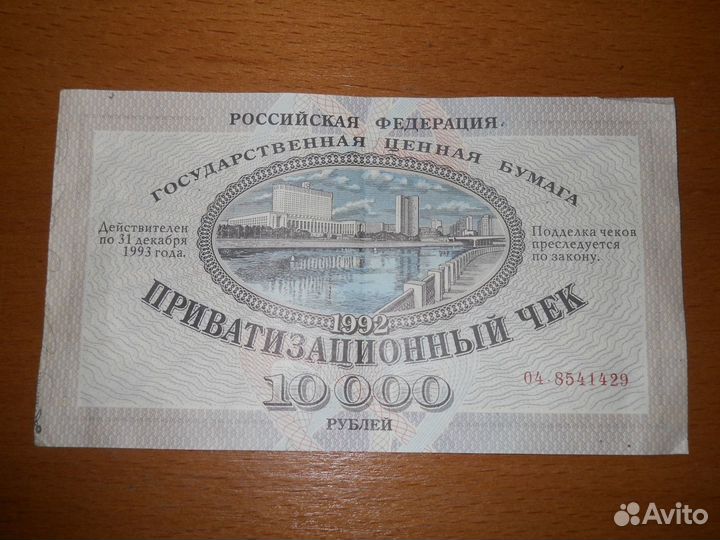 РОССИЙСКАЯ ФЕДЕРАЦИЯ
ГОСУДАРСТВЕННАЯ ЦЕННАЯ БУМАГА
Действителен
по 31 декабря
1993 года.
Подделка чеков
преследуется
по закону.
1992
ПРИВАТИЗАЦИОННЫЙ ЧЕК
10000
РУБЛЕЙ
04 8541429
Avito